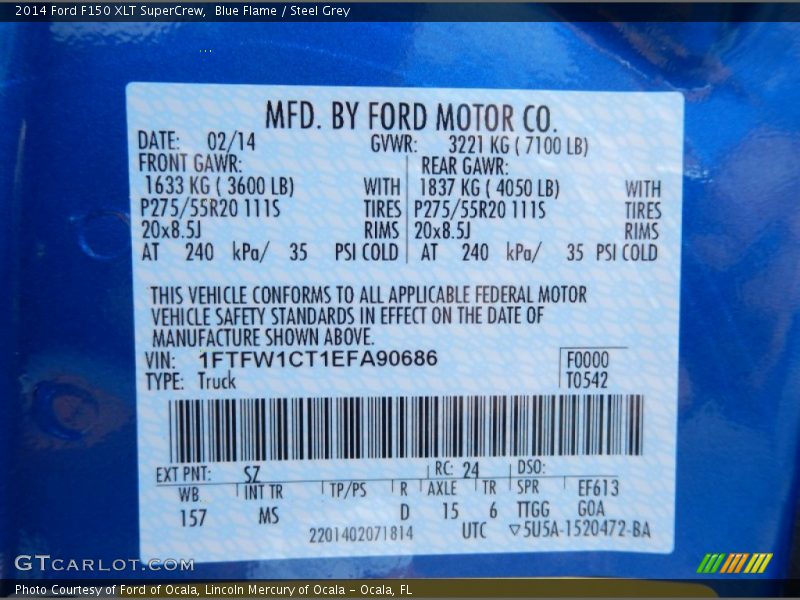 2014 Ford F150 XLT SuperCrew,  Blue Flame / Steel Grey
MFD. BY FORD MOTOR CO.
DATE: 02/14 GVWR: 3221 KG ( 7100 LB)
FRONT GAWR: REAR GAWR:
1633 KG ( 3600 LB) WITH 1837 KG ( 4050 LB) WITH
P275/55R20 111S TIRES P275/55R20 111S TIRES
20x8.5J RIMS 20x8.5J RIMS
AT 240 kPa/ 35 PSI COLD AT 240 kPa/ 35 PSI COLD
THIS VEHICLE CONFORMS TO ALL APPLICABLE FEDERAL MOTOR
VEHICLE SAFETY STANDARDS IN EFFECT ON THE DATE OF
MANUFACTURE SHOWN ABOVE.
VIN: 1FTFW1CT1EFA90686 F0000
TYPE: Truck T0542
EXT PNT: SZ RC: 24 DSO:
WB INT TR TP/PS R AXLE TR SPR EF613
157 MS D 15 6 TTGG GOA
2201402071814 UTC ▽5U5A-1520472-BA
GTCARLOT.COM
Photo Courtesy of Ford of Ocala, Lincoln Mercury of Ocala – Ocala, FL